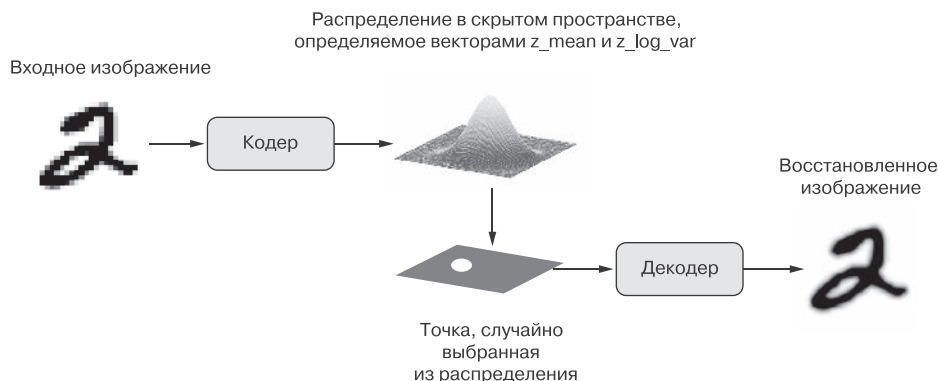 Распределение в скрытом пространстве,
определяемое векторами z_mean и z_log_var
Входное изображение
Кодер
Восстановленное
изображение
Декодер
Точка, случайно
выбранная
из распределения